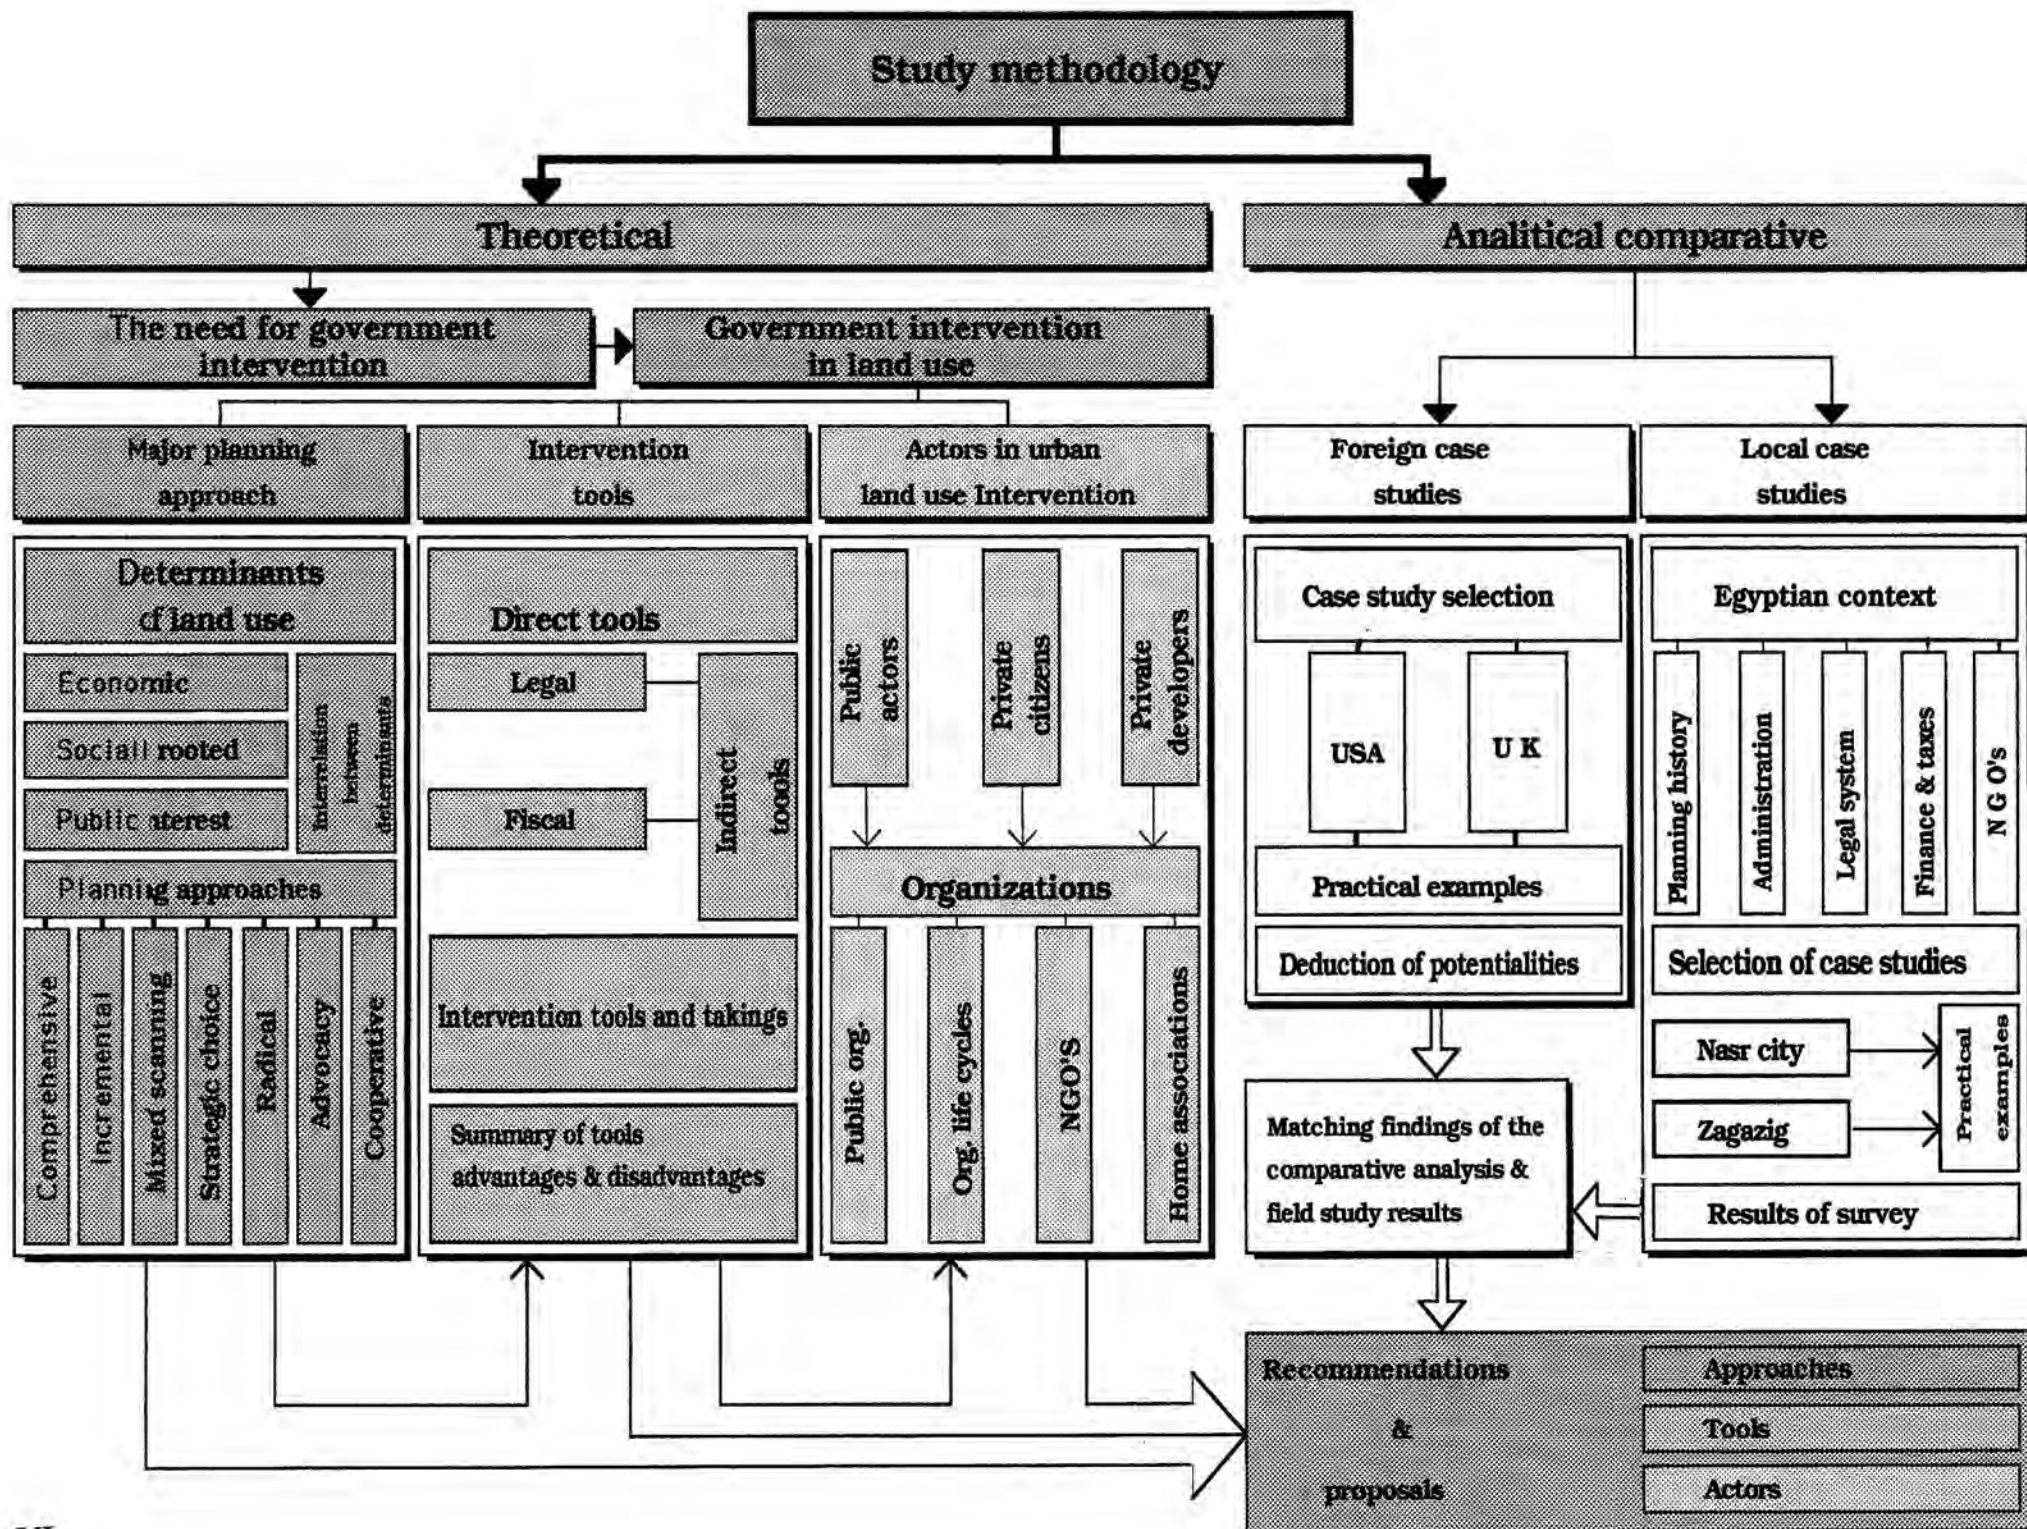 Study methodology
Theoretical
Analitical comparative
The need for government
intervention
Government intervention
in land use
Major planning
approach
Intervention
tools
Actors in urban
land use Intervention
Foreign case
studies
Local case
studies
Determinants
of land use
Economic
Sociall rooted
Public nterest
Interrelation
between
determinants
Planning approaches
Comprehensive
Incremental
Mixed scanning
Strategic choice
Radical
Advocacy
Cooperative
Direct tools
Legal
Fiscal
Indirect
toools
Intervention tools and takings
Summary of tools
advantages & disadvantages
Public
actors
Private
citizens
Private
developers
Organizations
Public org.
Org. life cycles
NGO'S
Home associations
Case study selection
USA
U K
Practical examples
Deduction of potentialities
Matching findings of the
comparative analysis &
field study results
Egyptian context
Planning history
Administration
Legal system
Finance & taxes
N G O's
Selection of case studies
Nasr city
Zagazig
Practical
examples
Results of survey
Recommendations
&
proposals
Approaches
Tools
Actors